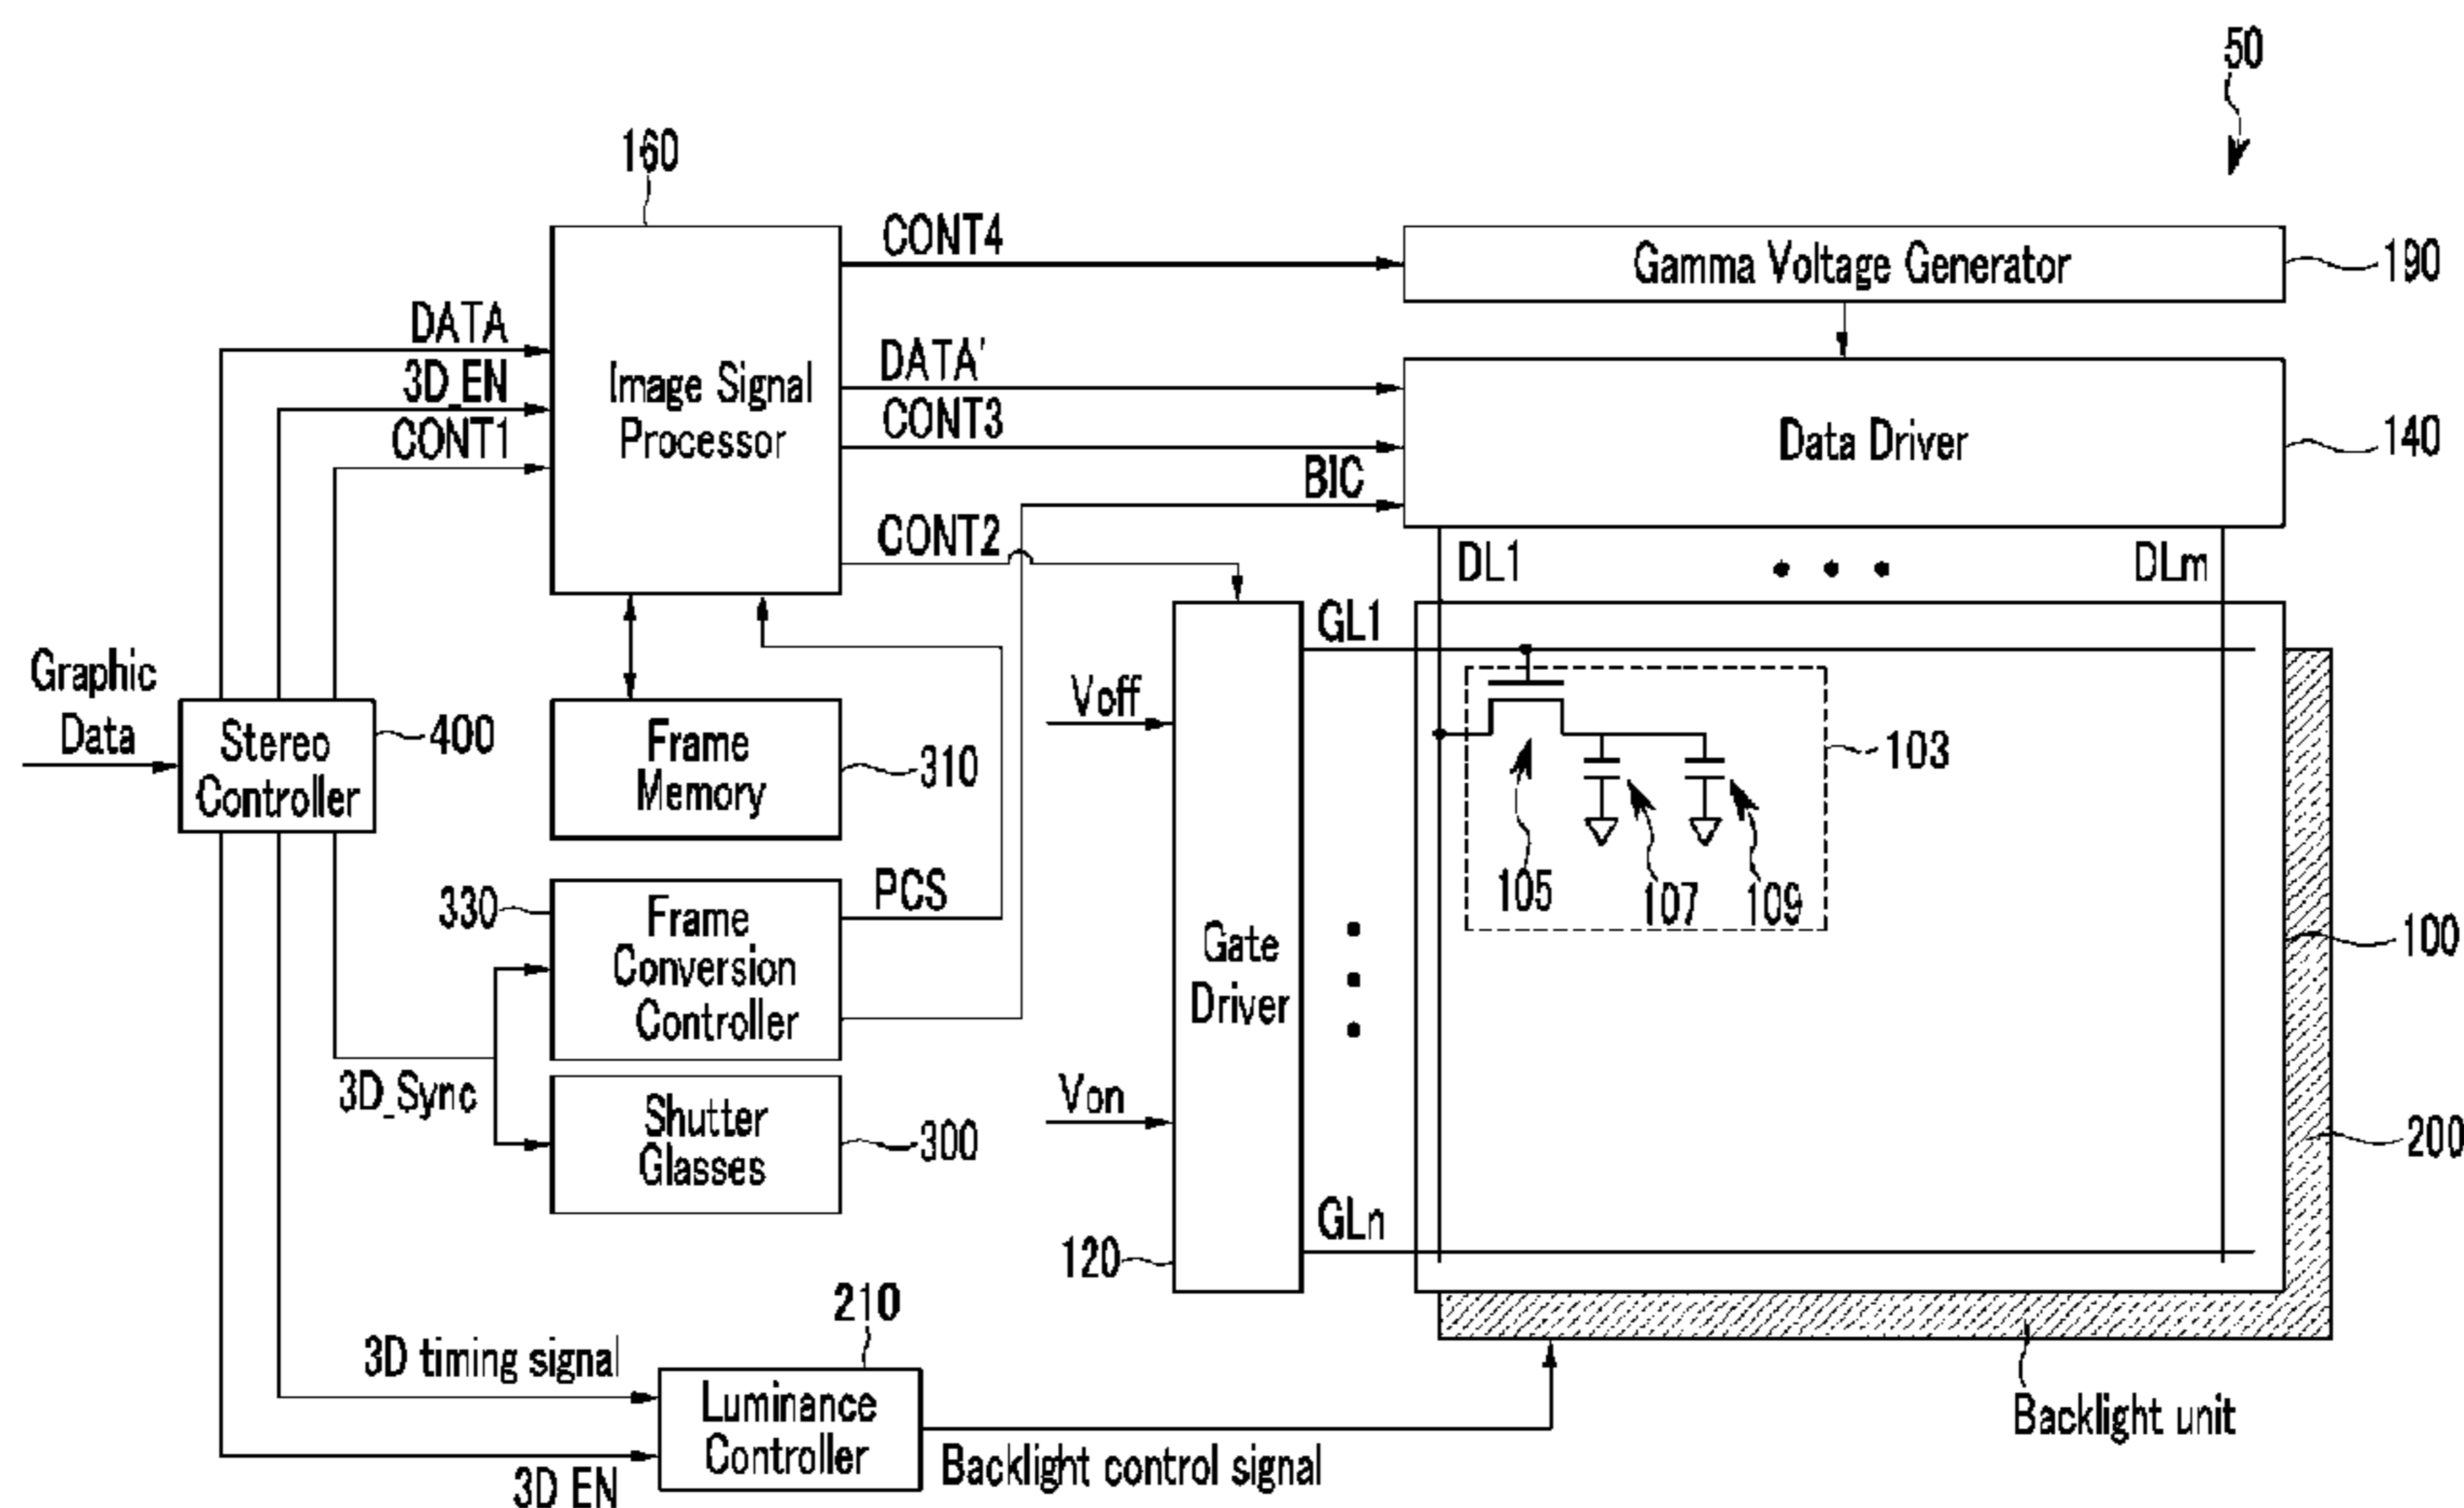 50
160
CONT4
Gamma Voltage Generator
190
DATA
3D_EN
CONT1
Image Signal
Processor
DATA'
CONT3
BIC
Data Driver
140
CONT2
DL1
DLm
GL1
Graphic
Data
Stereo
Controller
400
Frame
Memory
310
Voff
103
105
107
109
330
Frame
Conversion
Controller
PCS
Gate
Driver
100
3D_Sync
Shutter
Glasses
300
Von
200
GLn
120
210
3D timing signal
Luminance
Controller
3D EN
Backlight control signal
Backlight unit